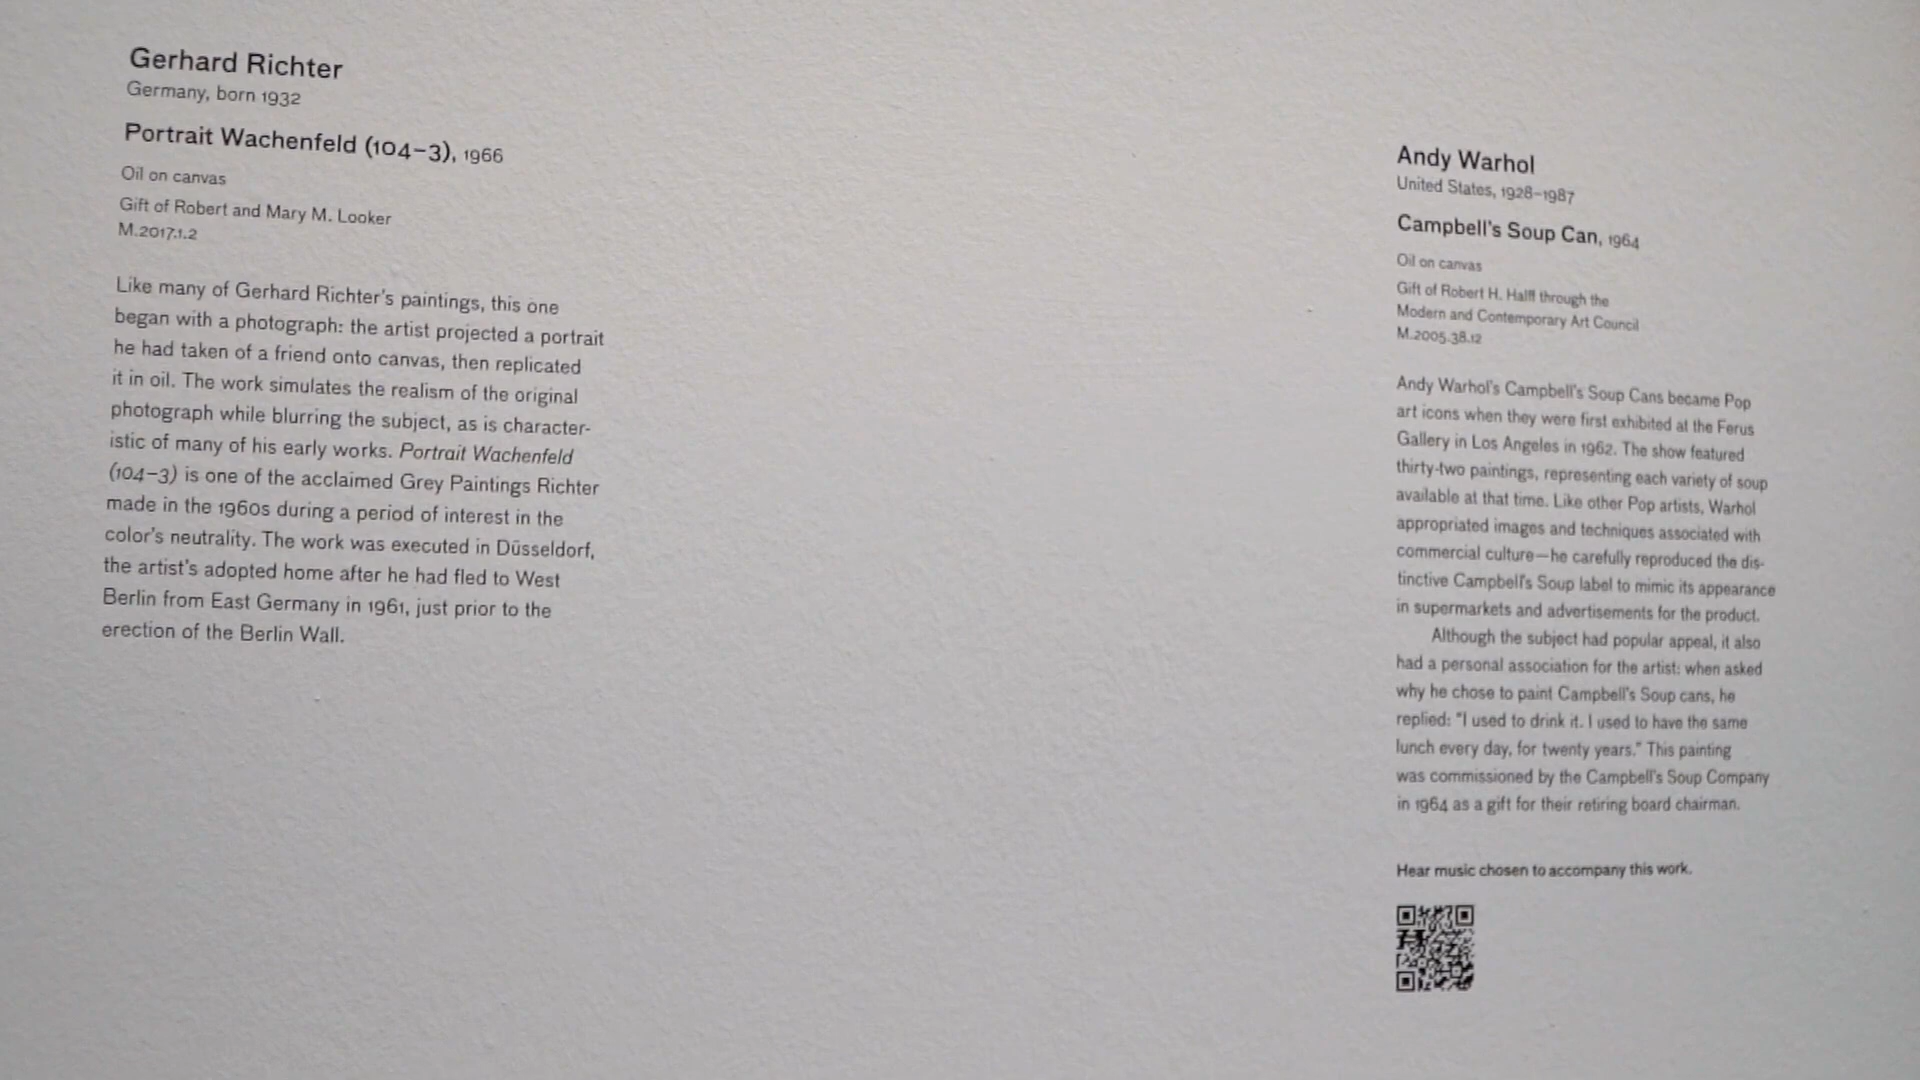 Gerhard Richter
Germany, born 1932
Portrait Wachenfeld (104–3), 1966
Oil on canvas
Gift of Robert and Mary M. Looker
M.2017.1.2
Like many of Gerhard Richter's paintings, this one
began with a photograph: the artist projected a portrait
he had taken of a friend onto canvas, then replicated
it in oil. The work simulates the realism of the original
photograph while blurring the subject, as is character-
istic of many of his early works. Portrait Wachenfeld
(104–3) is one of the acclaimed Grey Paintings Richter
made in the 1960s during a period of interest in the
color's neutrality. The work was executed in Düsseldorf,
the artist's adopted home after he had fled to West
Berlin from East Germany in 1961, just prior to the
erection of the Berlin Wall.
Andy Warhol
United States, 1928–1987
Campbell's Soup Can, 1964
Oil on canvas
Gift of Robert H. Halff through the
Modern and Contemporary Art Council
M.2005.38.12
Andy Warhol's Campbell's Soup Cans became Pop
art icons when they were first exhibited at the Ferus
Gallery in Los Angeles in 1962. The show featured
thirty-two paintings, representing each variety of soup
available at that time. Like other Pop artists, Warhol
appropriated images and techniques associated with
commercial culture—he carefully reproduced the dis-
tinctive Campbell's Soup label to mimic its appearance
in supermarkets and advertisements for the product.
Although the subject had popular appeal, it also
had a personal association for the artist: when asked
why he chose to paint Campbell's Soup cans, he
replied: "I used to drink it. I used to have the same
lunch every day, for twenty years." This painting
was commissioned by the Campbell's Soup Company
in 1964 as a gift for their retiring board chairman.
Hear music chosen to accompany this work.